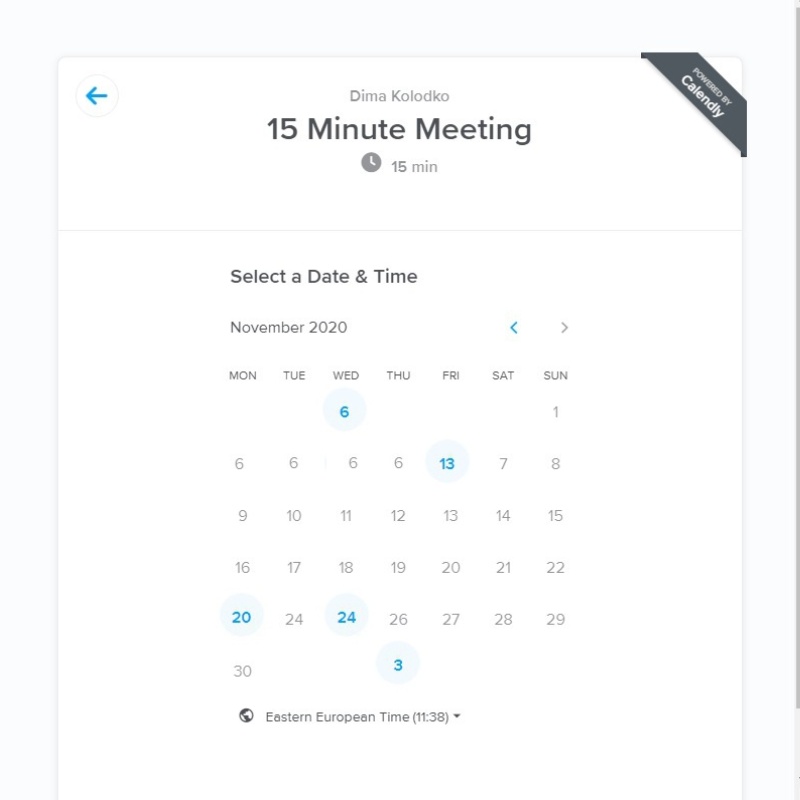 POWERED BY
Calendly
Dima Kolodko
15 Minute Meeting
15 min
Select a Date & Time
November 2020
MON TUE WED THU FRI SAT SUN
6 1
6 6 6 6 13 7 8
9 10 11 12 13 14 15
16 17 18 19 20 21 22
20 24 24 26 27 28 29
30 3
Eastern European Time (11:38)